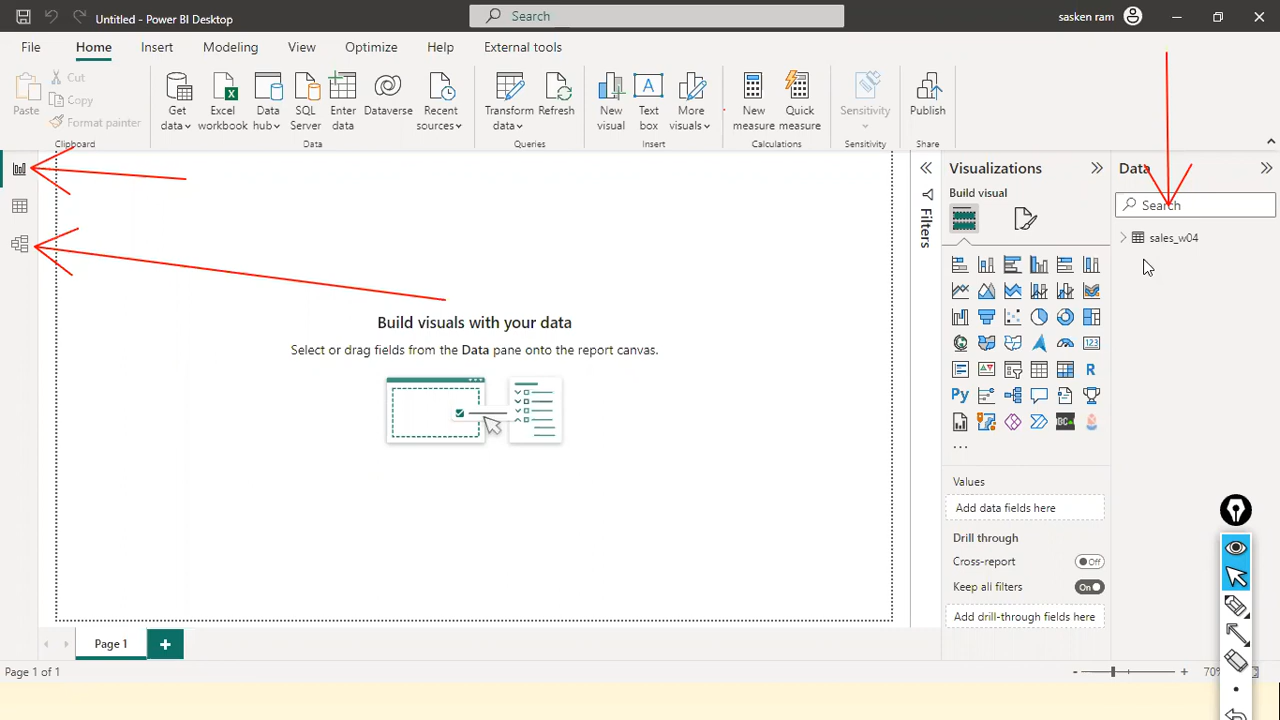 Untitled - Power BI Desktop
Search
sasken ram
File Home Insert Modeling View Optimize Help External tools
Paste
Cut
Copy
Format painter
Clipboard
Get data
Excel workbook
Data hub
SQL Server
Enter data
Dataverse
Recent sources
Data
Transform data
Refresh
Queries
New visual
Text box
More visuals
Insert
New measure
Quick measure
Calculations
Sensitivity
Sensitivity
Publish
Share
Build visuals with your data
Select or drag fields from the Data pane onto the report canvas.
Filters
Visualizations
Build visual
123
R
Py
Values
Add data fields here
Drill through
Cross-report
Off
Keep all filters
On
Add drill-through fields here
Data
Search
sales_w04
Page 1
Page 1 of 1